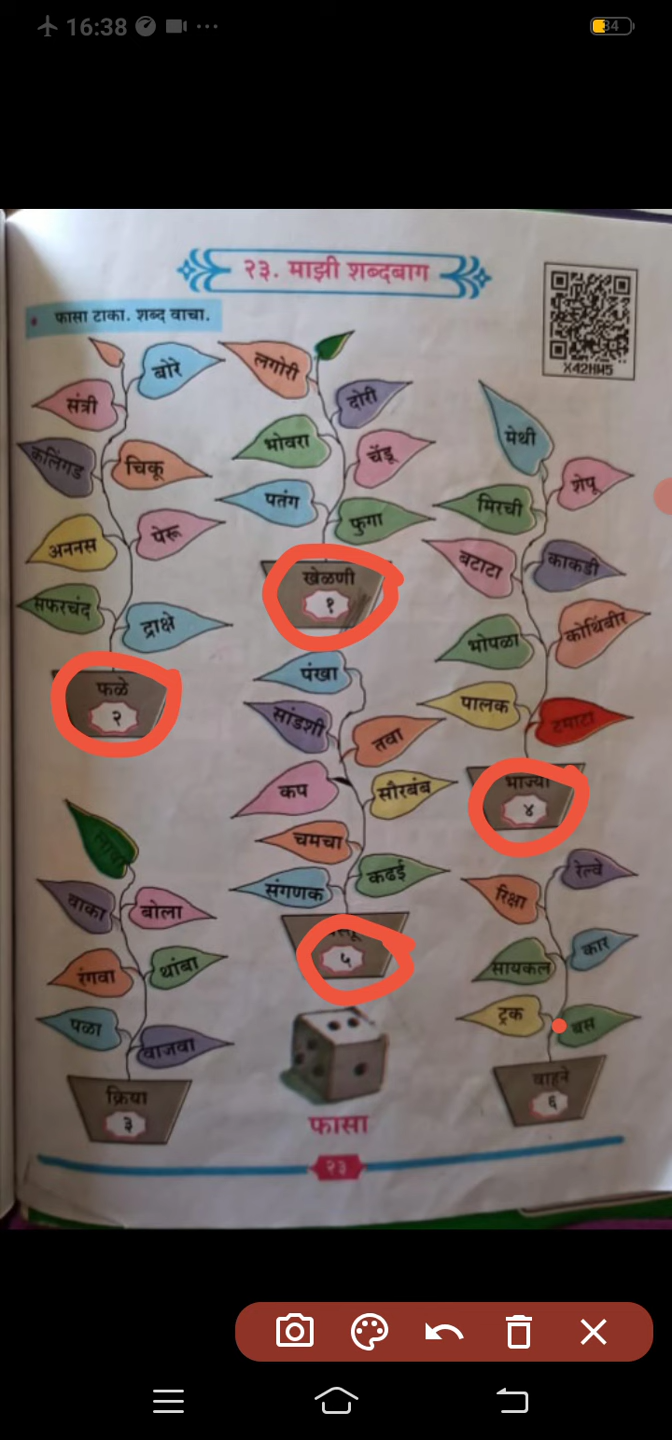 16:38
34
२३. माझी शब्दबाग
फासा टाका. शब्द वाचा.
X42HW5
बोरे
संत्री
कलिंगड
चिकू
अननस
पेरू
सफरचंद
द्राक्षे
फळे
२
लगोरी
दोरी
भोवरा
चेंडू
पतंग
फुगा
खेळणी
१
मेथी
शेपू
मिरची
बटाटा
काकडी
भोपळा
कोथिंबीर
पालक
टमाटा
भाज्या
४
लावा
वाका
बोला
रंगवा
थांबा
पळा
वाजवा
क्रिया
३
पंखा
सांडशी
तवा
कप
सौरबंब
चमचा
कढई
संगणक
५
फासा
रेल्वे
रिक्षा
कार
सायकल
ट्रक
बस
वाहने
६
२३